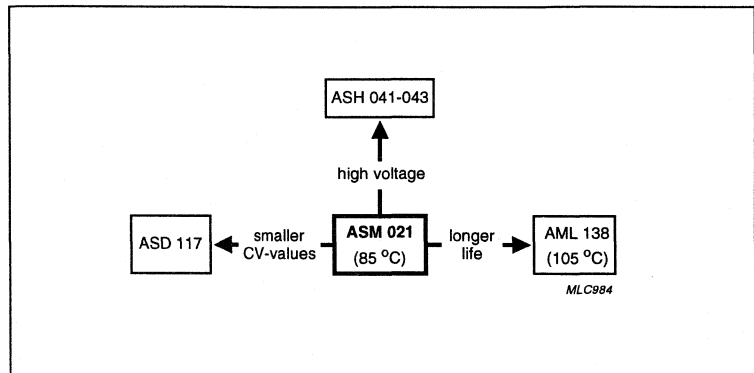 ASH 041-043
high voltage
ASD 117
smaller
CV-values
ASM 021
(85 °C)
longer
life
AML 138
(105 °C)
MLC984